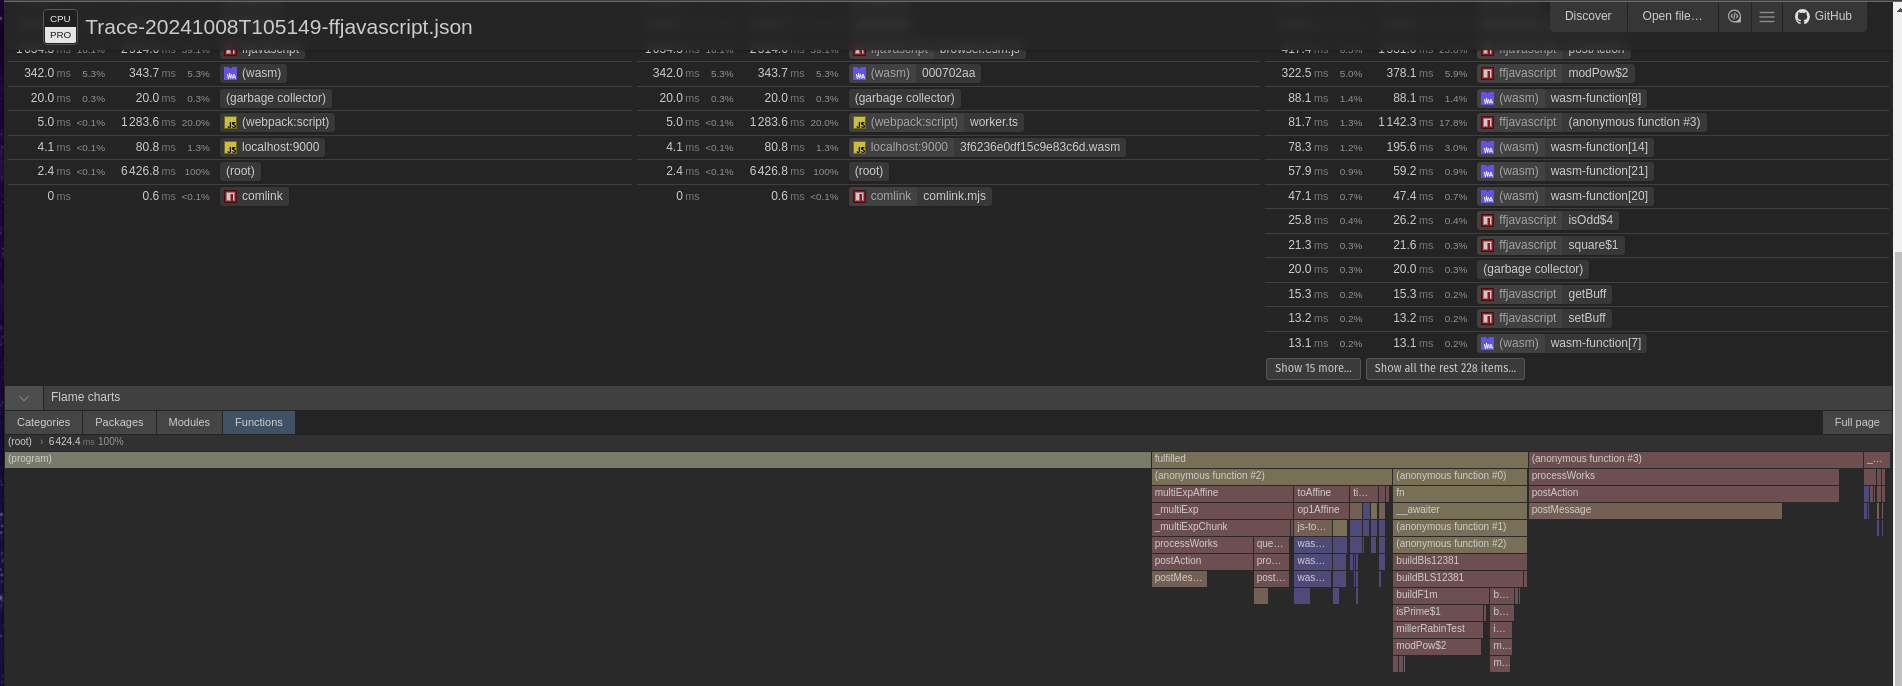 CPU PRO Trace-20241008T105149-ffjavascript.json Discover Open file... GitHub
ffjavascript
ffjavascript browser.esm.js
ffjavascript postAction
342.0 ms 5.3% 343.7 ms 5.3% (wasm)
20.0 ms 0.3% 20.0 ms 0.3% (garbage collector)
5.0 ms <0.1% 1283.6 ms 20.0% (webpack:script)
4.1 ms <0.1% 80.8 ms 1.3% localhost:9000
2.4 ms <0.1% 6426.8 ms 100% (root)
0 ms 0.6 ms <0.1% comlink
342.0 ms 5.3% 343.7 ms 5.3% (wasm) 000702aa
20.0 ms 0.3% 20.0 ms 0.3% (garbage collector)
5.0 ms <0.1% 1283.6 ms 20.0% (webpack:script) worker.ts
4.1 ms <0.1% 80.8 ms 1.3% localhost:9000 3f6236e0df15c9e83c6d.wasm
2.4 ms <0.1% 6426.8 ms 100% (root)
0 ms 0.6 ms <0.1% comlink comlink.mjs
322.5 ms 5.0% 378.1 ms 5.9% ffjavascript modPow$2
88.1 ms 1.4% 88.1 ms 1.4% (wasm) wasm-function[8]
81.7 ms 1.3% 1142.3 ms 17.8% ffjavascript (anonymous function #3)
78.3 ms 1.2% 195.6 ms 3.0% (wasm) wasm-function[14]
57.9 ms 0.9% 59.2 ms 0.9% (wasm) wasm-function[21]
47.1 ms 0.7% 47.4 ms 0.7% (wasm) wasm-function[20]
25.8 ms 0.4% 26.2 ms 0.4% ffjavascript isOdd$4
21.3 ms 0.3% 21.6 ms 0.3% ffjavascript square$1
20.0 ms 0.3% 20.0 ms 0.3% (garbage collector)
15.3 ms 0.2% 15.3 ms 0.2% ffjavascript getBuff
13.2 ms 0.2% 13.2 ms 0.2% ffjavascript setBuff
13.1 ms 0.2% 13.1 ms 0.2% (wasm) wasm-function[7]
Show 15 more... Show all the rest 228 items...
Flame charts
Categories Packages Modules Functions Full page
(root) › 6424.4 ms 100%
(program) fulfilled (anonymous function #3) _...
(anonymous function #2) (anonymous function #0) processWorks
multiExpAffine toAffine ti... fn postAction
_multiExp op1Affine __awaiter postMessage
_multiExpChunk js-to... (anonymous function #1)
processWorks que... was... (anonymous function #2)
postAction pro... was... buildBls12381
postMes... post... was... buildBLS12381
buildF1m b...
isPrime$1 b...
millerRabinTest i...
modPow$2 m...
m...